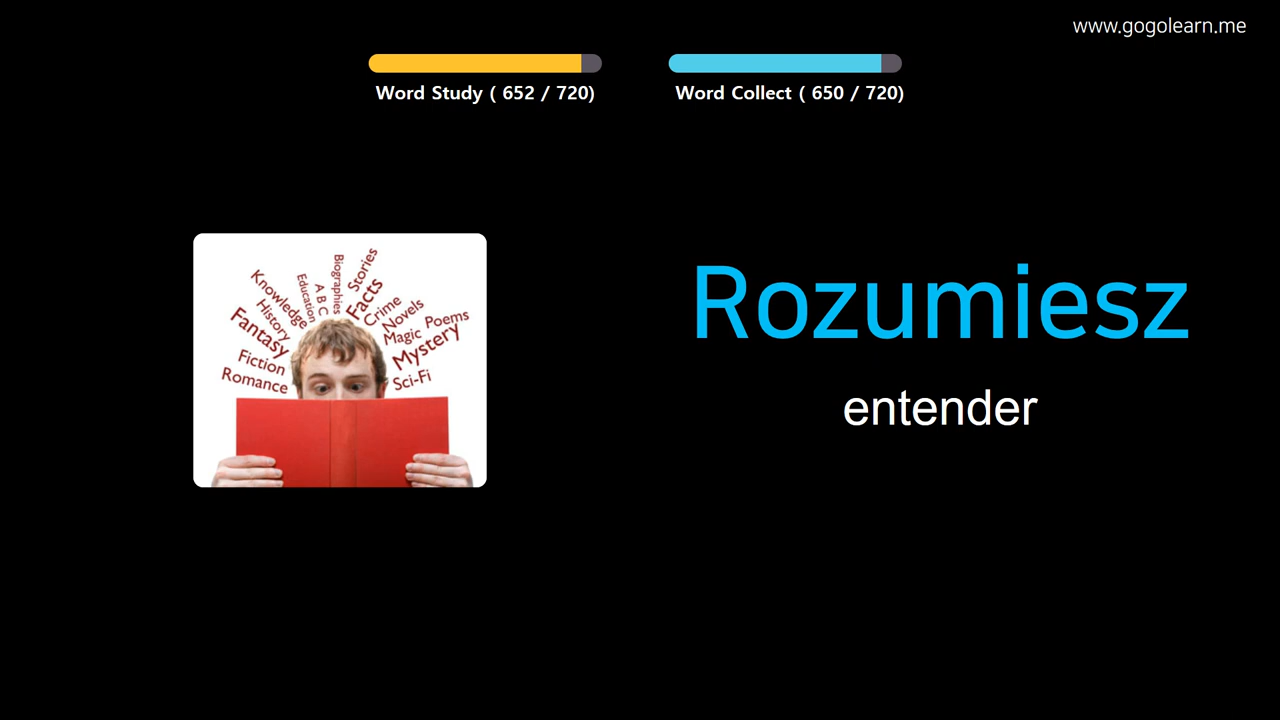 www.gogolearn.me
Word Study ( 652 / 720)
Word Collect ( 650 / 720)
Rozumiesz
entender
Knowledge
History
Fantasy
Fiction
Romance
Education
A B C
Biographies
Stories
Facts
Crime
Novels
Magic
Poems
Mystery
Sci-Fi